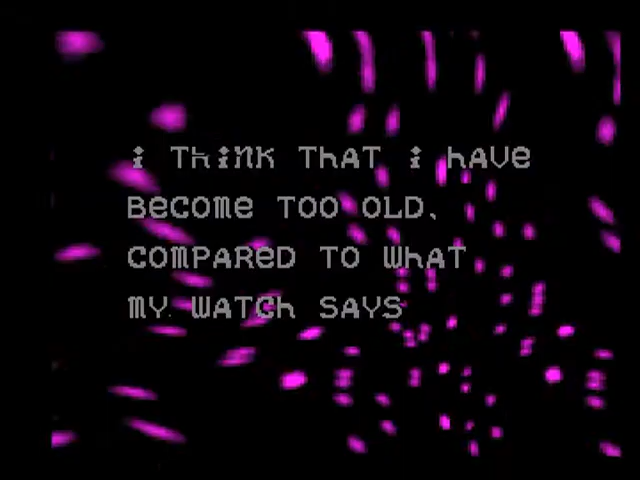 i ThiNK ThAT i hAVe
BeCOMe TOO OLD.
COMPAReD TO WhAT
MY WATCh SAYS